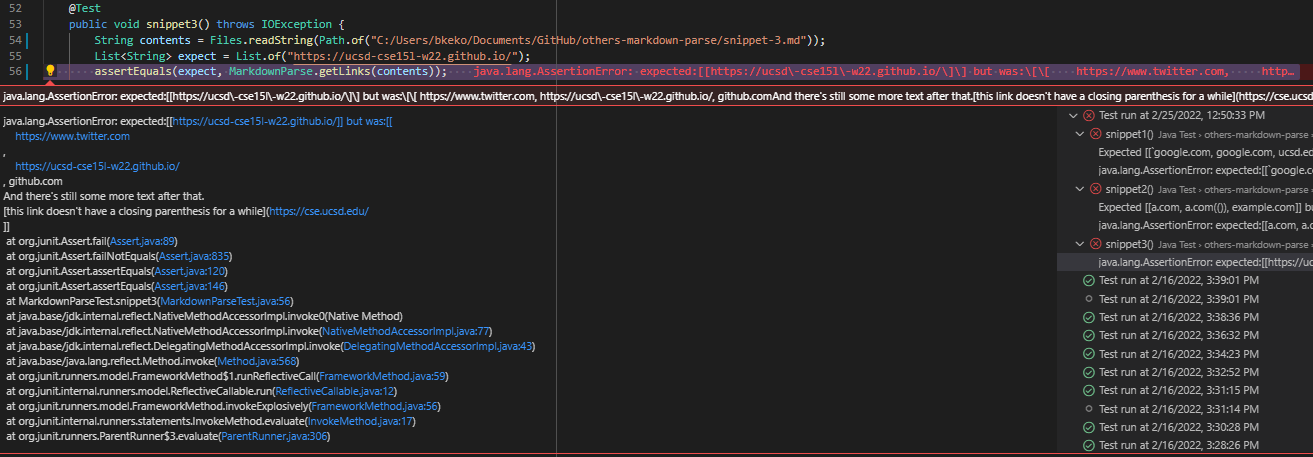 52 @Test
53 public void snippet3() throws IOException {
54 String contents = Files.readString(Path.of("C:/Users/bkeko/Documents/GitHub/others-markdown-parse/snippet-3.md"));
55 List<String> expect = List.of("https://ucsd-cse15l-w22.github.io/");
56 assertEquals(expect, MarkdownParse.getLinks(contents)); java.lang.AssertionError: expected:[[https://ucsd\-cse15l\-w22.github.io/\]\] but was:\[\[ https://www.twitter.com, http…
java.lang.AssertionError: expected:[[https://ucsd\-cse15l\-w22.github.io/\]\] but was:\[\[ https://www.twitter.com, https://ucsd\-cse15l\-w22.github.io/, github.comAnd there's still some more text after that.[this link doesn't have a closing parenthesis for a while](https://cse.ucsd
java.lang.AssertionError: expected:[[https://ucsd-cse15l-w22.github.io/]] but was:[[
https://www.twitter.com
,
https://ucsd-cse15l-w22.github.io/
, github.com
And there's still some more text after that.
[this link doesn't have a closing parenthesis for a while](https://cse.ucsd.edu/
]]
at org.junit.Assert.fail(Assert.java:89)
at org.junit.Assert.failNotEquals(Assert.java:835)
at org.junit.Assert.assertEquals(Assert.java:120)
at org.junit.Assert.assertEquals(Assert.java:146)
at MarkdownParseTest.snippet3(MarkdownParseTest.java:56)
at java.base/jdk.internal.reflect.NativeMethodAccessorImpl.invoke0(Native Method)
at java.base/jdk.internal.reflect.NativeMethodAccessorImpl.invoke(NativeMethodAccessorImpl.java:77)
at java.base/jdk.internal.reflect.DelegatingMethodAccessorImpl.invoke(DelegatingMethodAccessorImpl.java:43)
at java.base/java.lang.reflect.Method.invoke(Method.java:568)
at org.junit.runners.model.FrameworkMethod$1.runReflectiveCall(FrameworkMethod.java:59)
at org.junit.internal.runners.model.ReflectiveCallable.run(ReflectiveCallable.java:12)
at org.junit.runners.model.FrameworkMethod.invokeExplosively(FrameworkMethod.java:56)
at org.junit.internal.runners.statements.InvokeMethod.evaluate(InvokeMethod.java:17)
at org.junit.runners.ParentRunner$3.evaluate(ParentRunner.java:306)
Test run at 2/25/2022, 12:50:33 PM
snippet1() Java Test › others-markdown-parse
Expected [[`google.com, google.com, ucsd.ed
java.lang.AssertionError: expected:[[`google.c
snippet2() Java Test › others-markdown-parse
Expected [[a.com, a.com(()), example.com]] bu
java.lang.AssertionError: expected:[[a.com, a.c
snippet3() Java Test › others-markdown-parse
java.lang.AssertionError: expected:[[https://uc
Test run at 2/16/2022, 3:39:01 PM
Test run at 2/16/2022, 3:39:01 PM
Test run at 2/16/2022, 3:38:36 PM
Test run at 2/16/2022, 3:36:32 PM
Test run at 2/16/2022, 3:34:23 PM
Test run at 2/16/2022, 3:32:52 PM
Test run at 2/16/2022, 3:31:15 PM
Test run at 2/16/2022, 3:31:14 PM
Test run at 2/16/2022, 3:30:28 PM
Test run at 2/16/2022, 3:28:26 PM